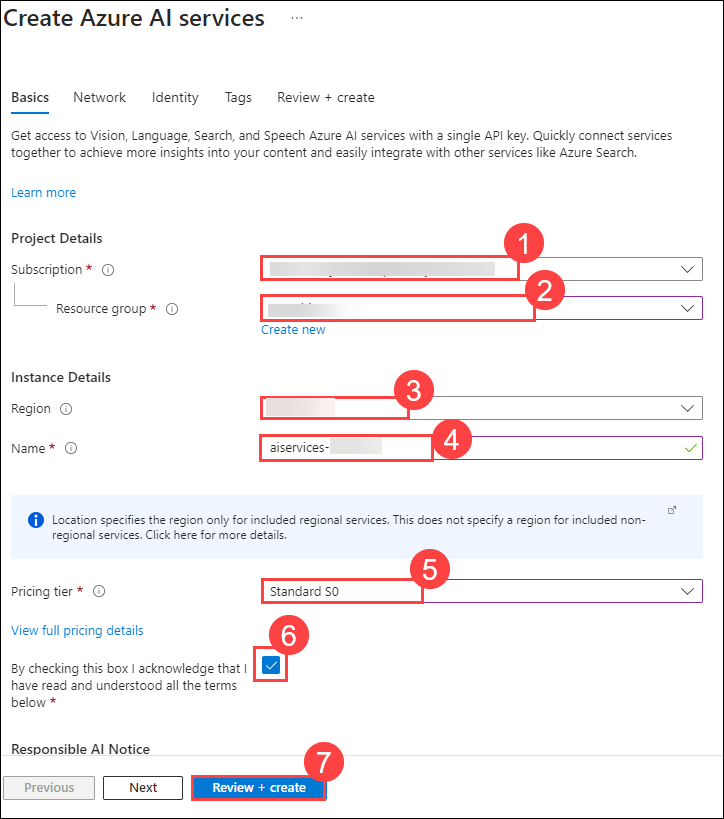 Create Azure AI services ...
Basics Network Identity Tags Review + create
Get access to Vision, Language, Search, and Speech Azure AI services with a single API key. Quickly connect services
together to achieve more insights into your content and easily integrate with other services like Azure Search.
Learn more
Project Details
1
Subscription *
2
Resource group *
Create new
Instance Details
3
Region
4
Name * aiservices-
Location specifies the region only for included regional services. This does not specify a region for included non-
regional services. Click here for more details.
5
Pricing tier * Standard S0
View full pricing details
6
By checking this box I acknowledge that I
have read and understood all the terms
below *
Responsible AI Notice
7
Previous Next Review + create